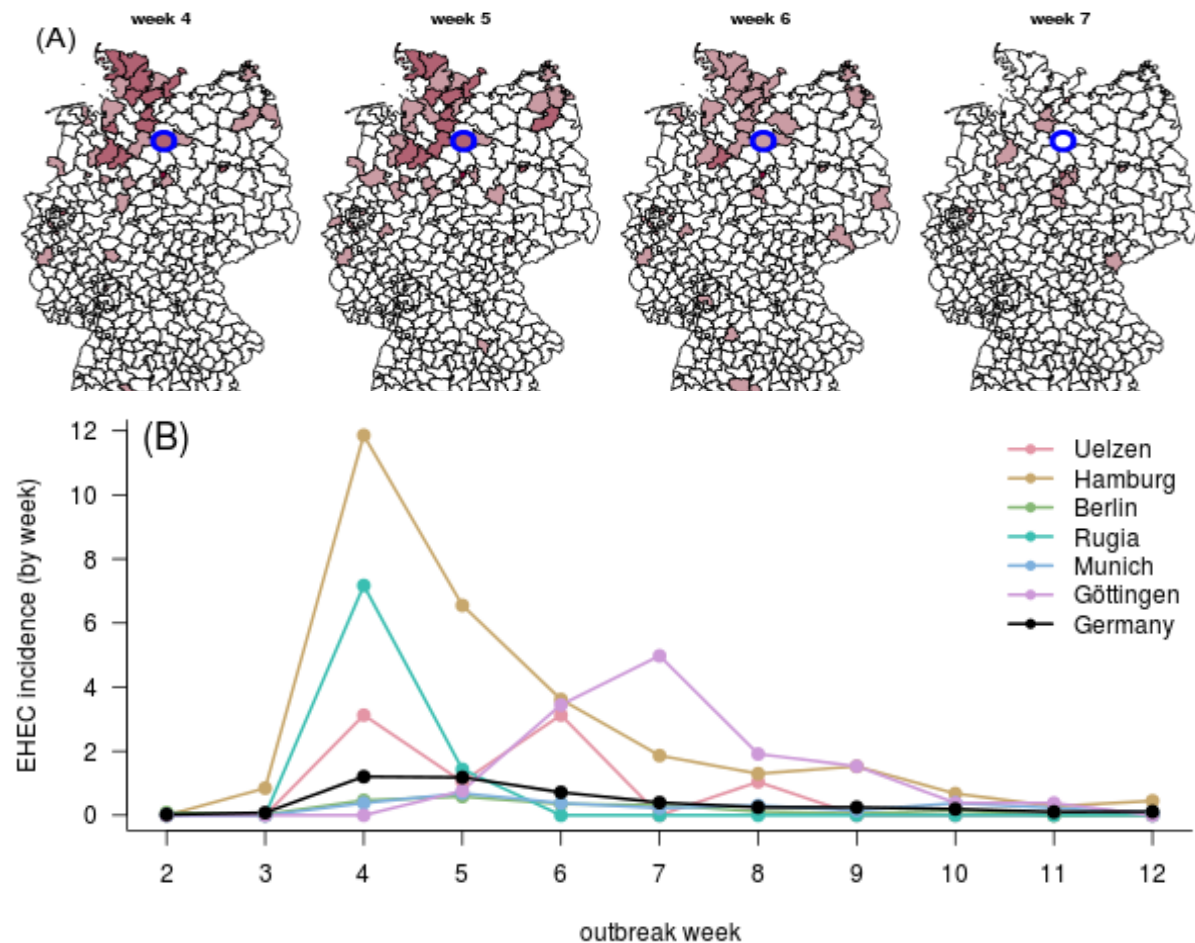 week 4
week 5
week 6
week 7
(A)
(B)
Uelzen
Hamburg
Berlin
Rugia
Munich
Göttingen
Germany
EHEC incidence (by week)
12
10
8
6
4
2
0
2 3 4 5 6 7 8 9 10 11 12
outbreak week